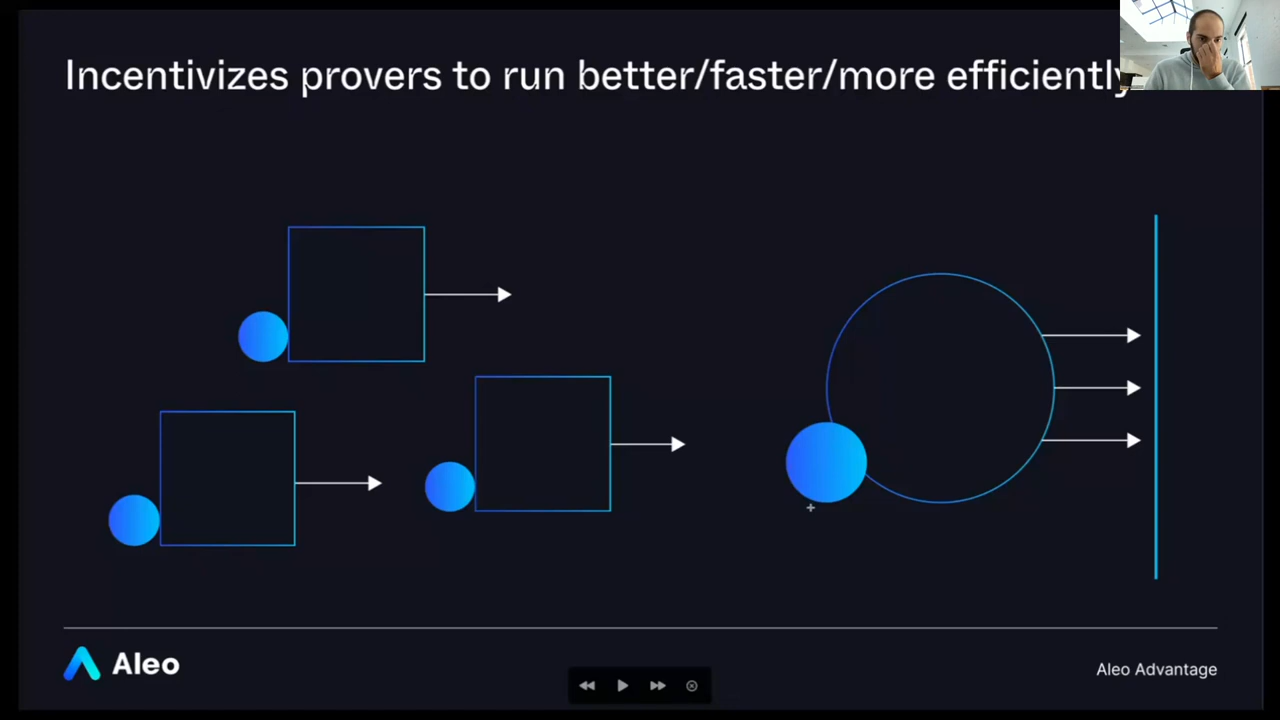 Incentivizes provers to run better/faster/more efficiently
Aleo
Aleo Advantage